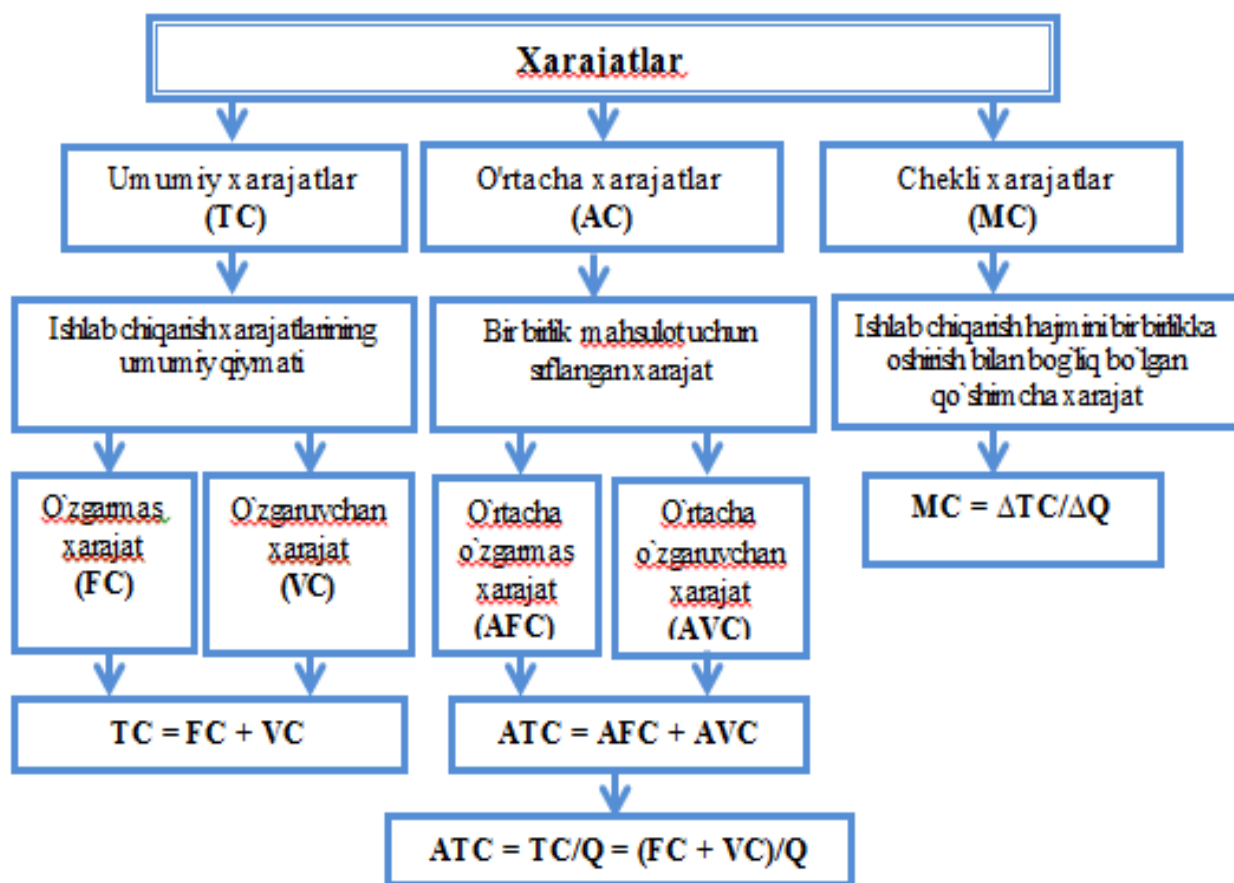 Xarajatlar
Umumiy xarajatlar
(TC)
O'rtacha xarajatlar
(AC)
Chekli xarajatlar
(MC)
Ishlab chiqarish xarajatlarining
umumiy qiymati
Bir birlik mahsulot uchun
srflangan xarajat
Ishlab chiqarish hajmini bir birlikka
oshirish bilan bog`liq bo`lgan
qo`shimcha xarajat
O`zgarmas
xarajat
(FC)
O`zgaruvchan
xarajat
(VC)
O`rtacha
o`zgarmas
xarajat
(AFC)
O`rtacha
o`zgaruvchan
xarajat
(AVC)
MC = ΔTC/ΔQ
TC = FC + VC
ATC = AFC + AVC
ATC = TC/Q = (FC + VC)/Q